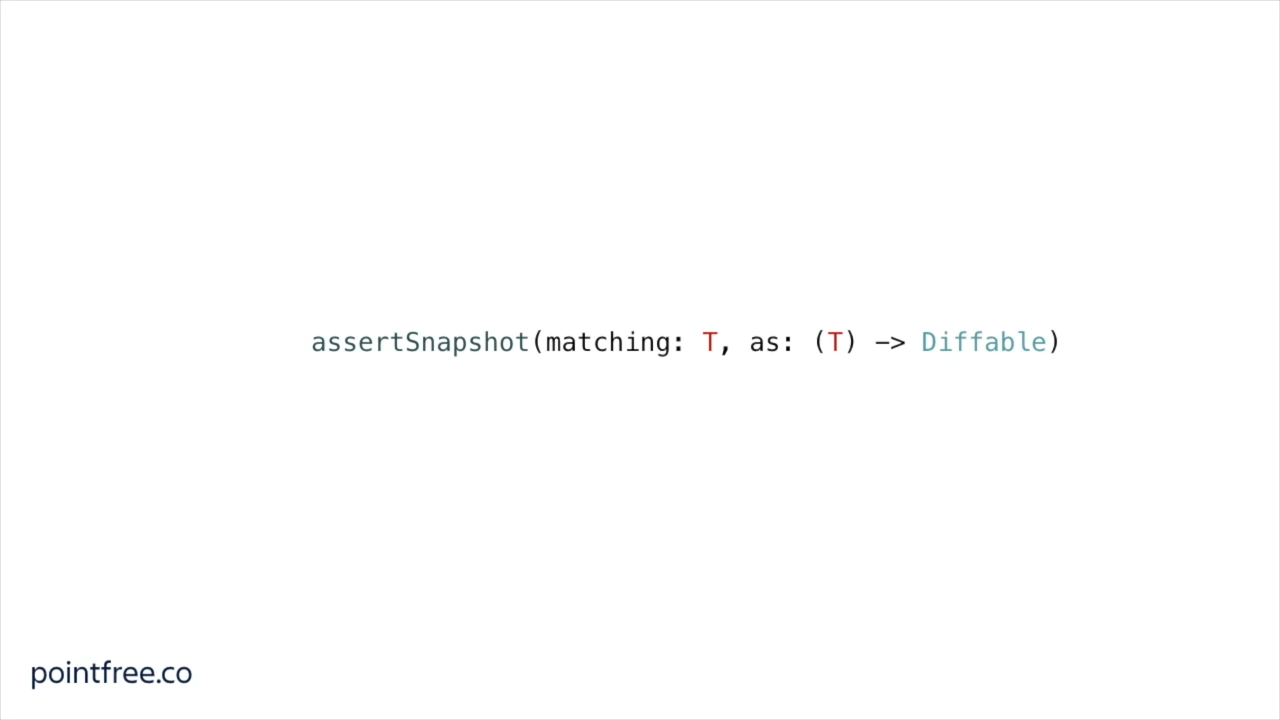 assertSnapshot(matching: T, as: (T) -> Diffable)
pointfree.co